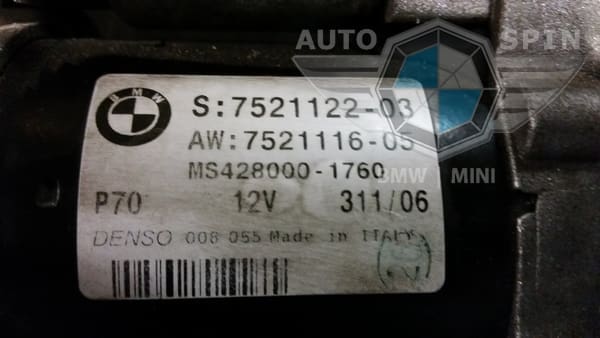 AUTO SPIN
BMW
S:7521122-03
AW:7521116-05
MS428000-1760
BMW | MINI
P70 12V 311/06
DENSO 008 055 Made in ITALY